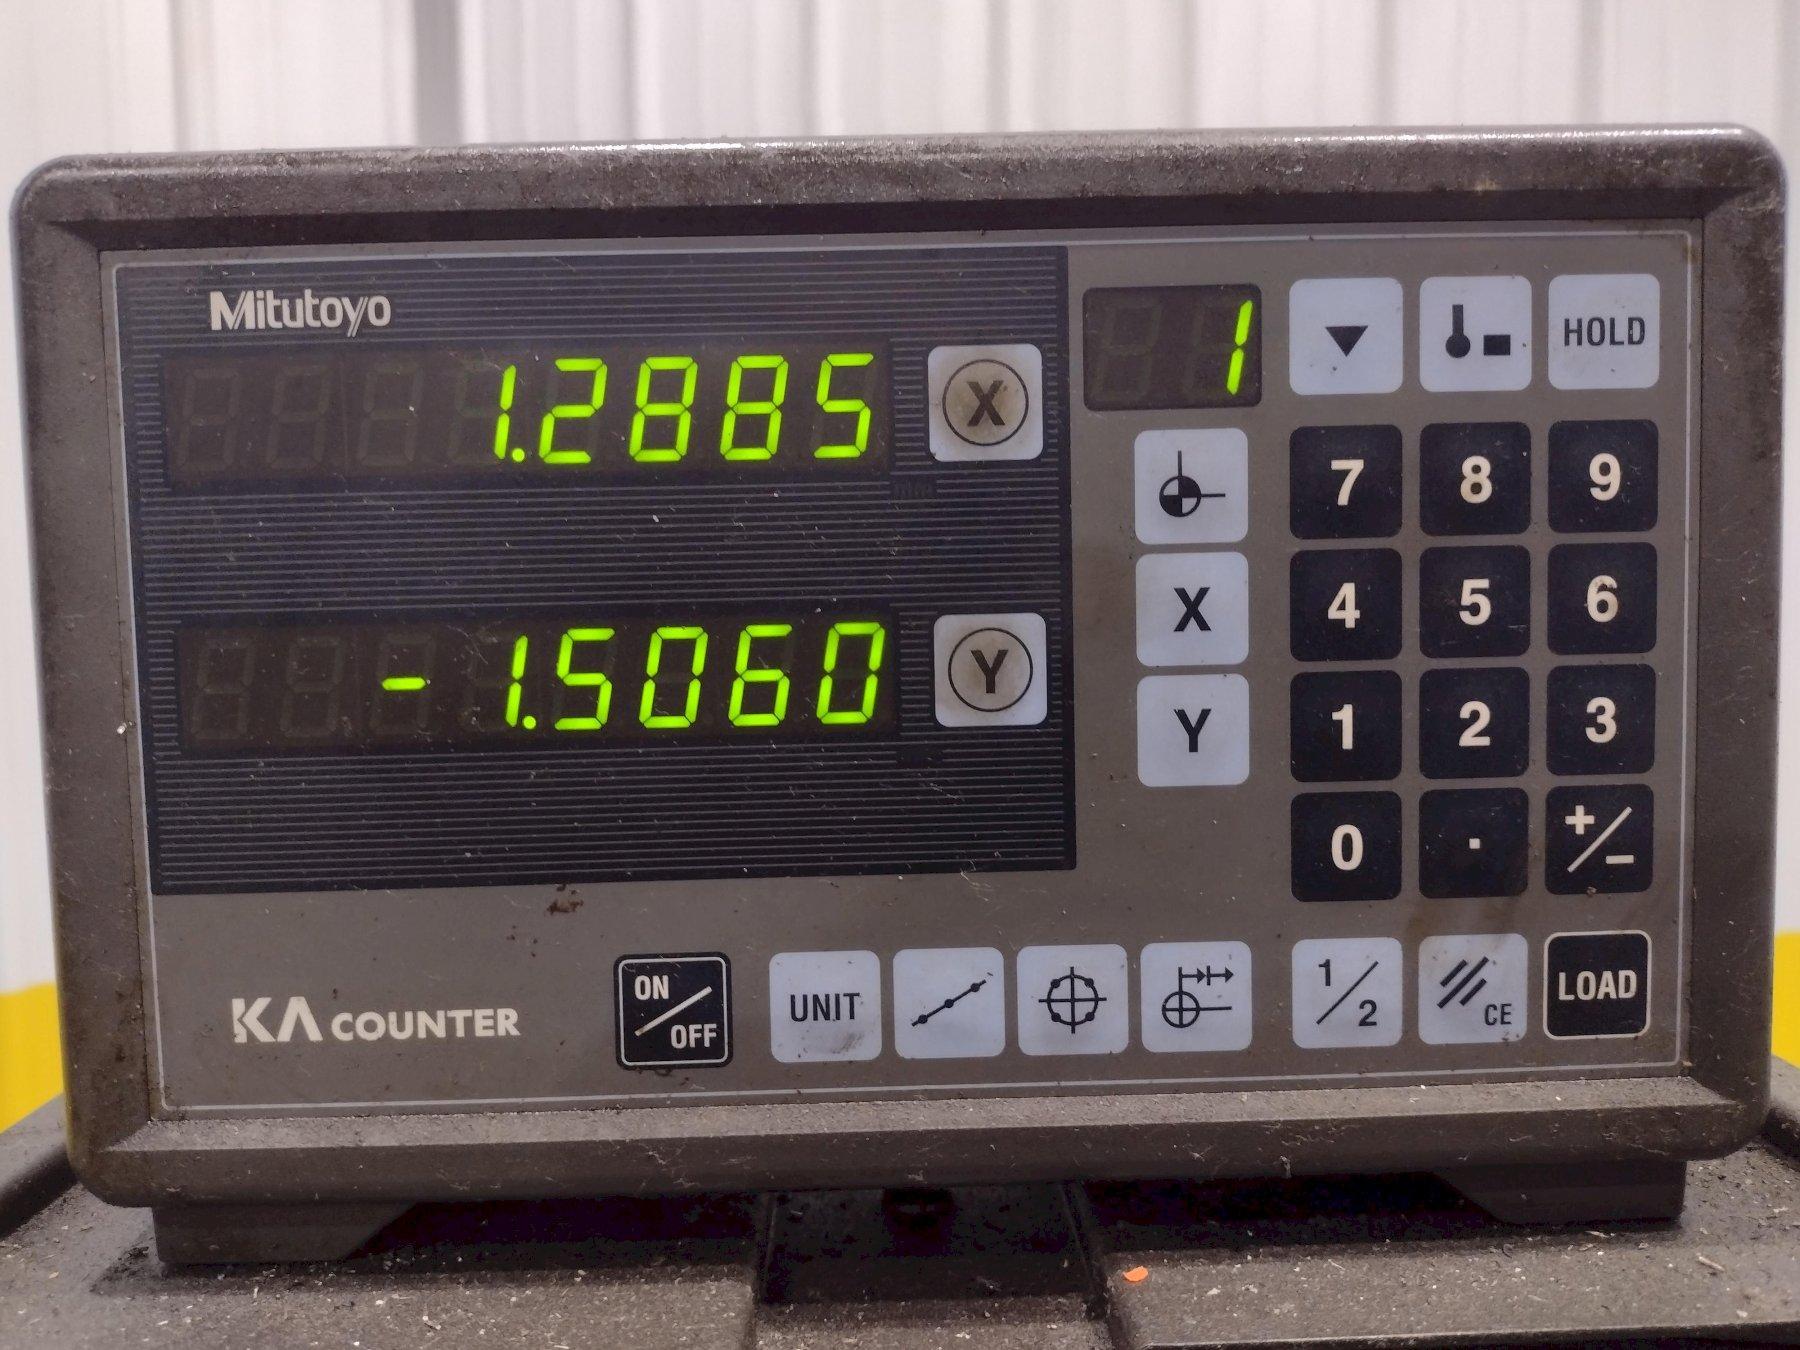 Mitutoyo
1.2885
X
1
HOLD
-1.5060
Y
X
Y
7 8 9
4 5 6
1 2 3
0 . +/-
KA COUNTER
ON/OFF
UNIT
1/2
CE
LOAD